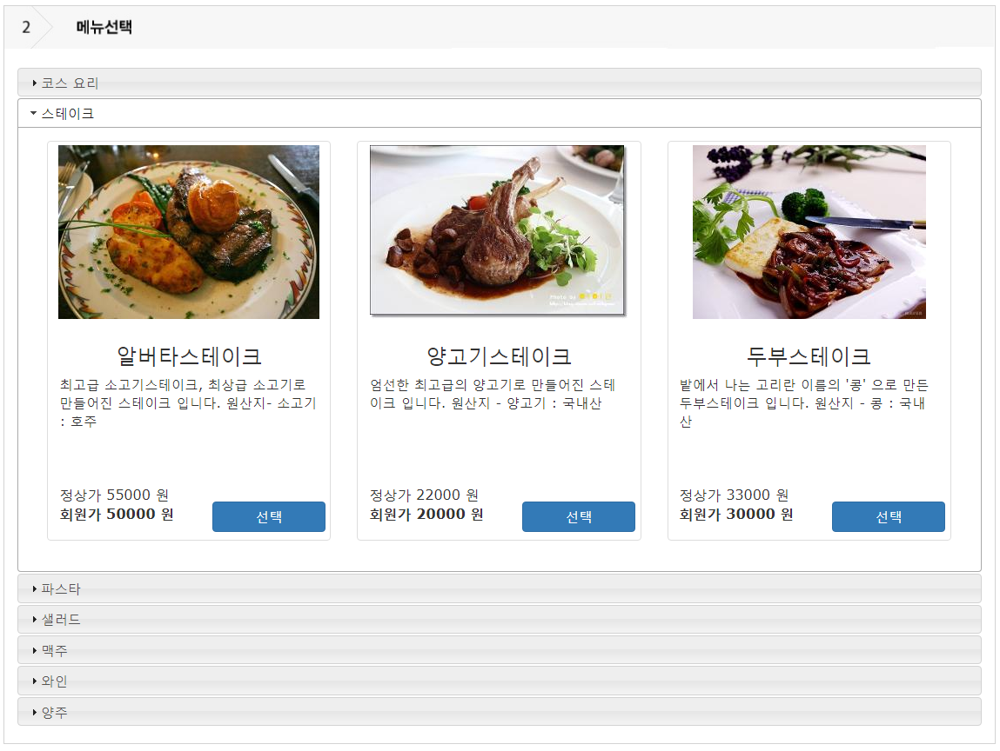 2 메뉴선택
코스 요리
스테이크
알버타스테이크
최고급 소고기스테이크, 최상급 소고기로
만들어진 스테이크 입니다. 원산지- 소고기
: 호주
정상가 55000 원
회원가 50000 원
선택
양고기스테이크
엄선한 최고급의 양고기로 만들어진 스테
이크 입니다. 원산지 - 양고기 : 국내산
정상가 22000 원
회원가 20000 원
선택
두부스테이크
밭에서 나는 고리란 이름의 '콩' 으로 만든
두부스테이크 입니다. 원산지 - 콩 : 국내
산
정상가 33000 원
회원가 30000 원
선택
파스타
샐러드
맥주
와인
양주